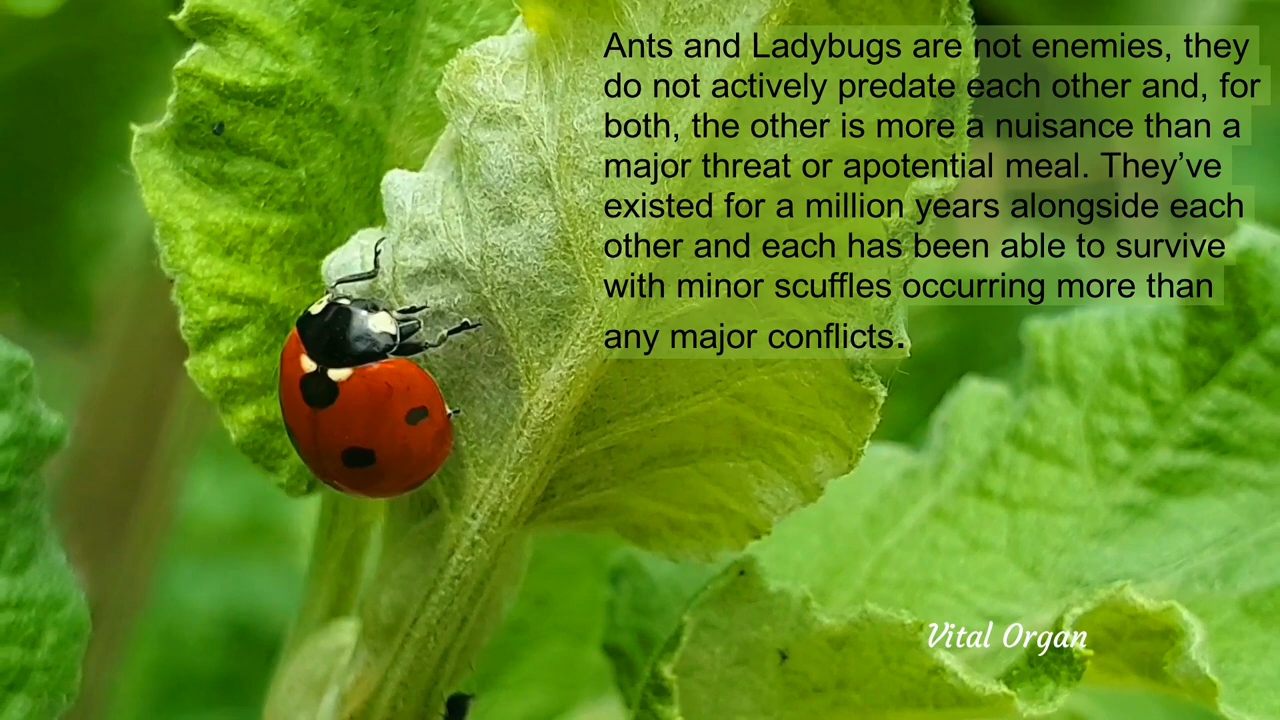 Ants and Ladybugs are not enemies, they
do not actively predate each other and, for
both, the other is more a nuisance than a
major threat or apotential meal. They’ve
existed for a million years alongside each
other and each has been able to survive
with minor scuffles occurring more than
any major conflicts.
Vital Organ